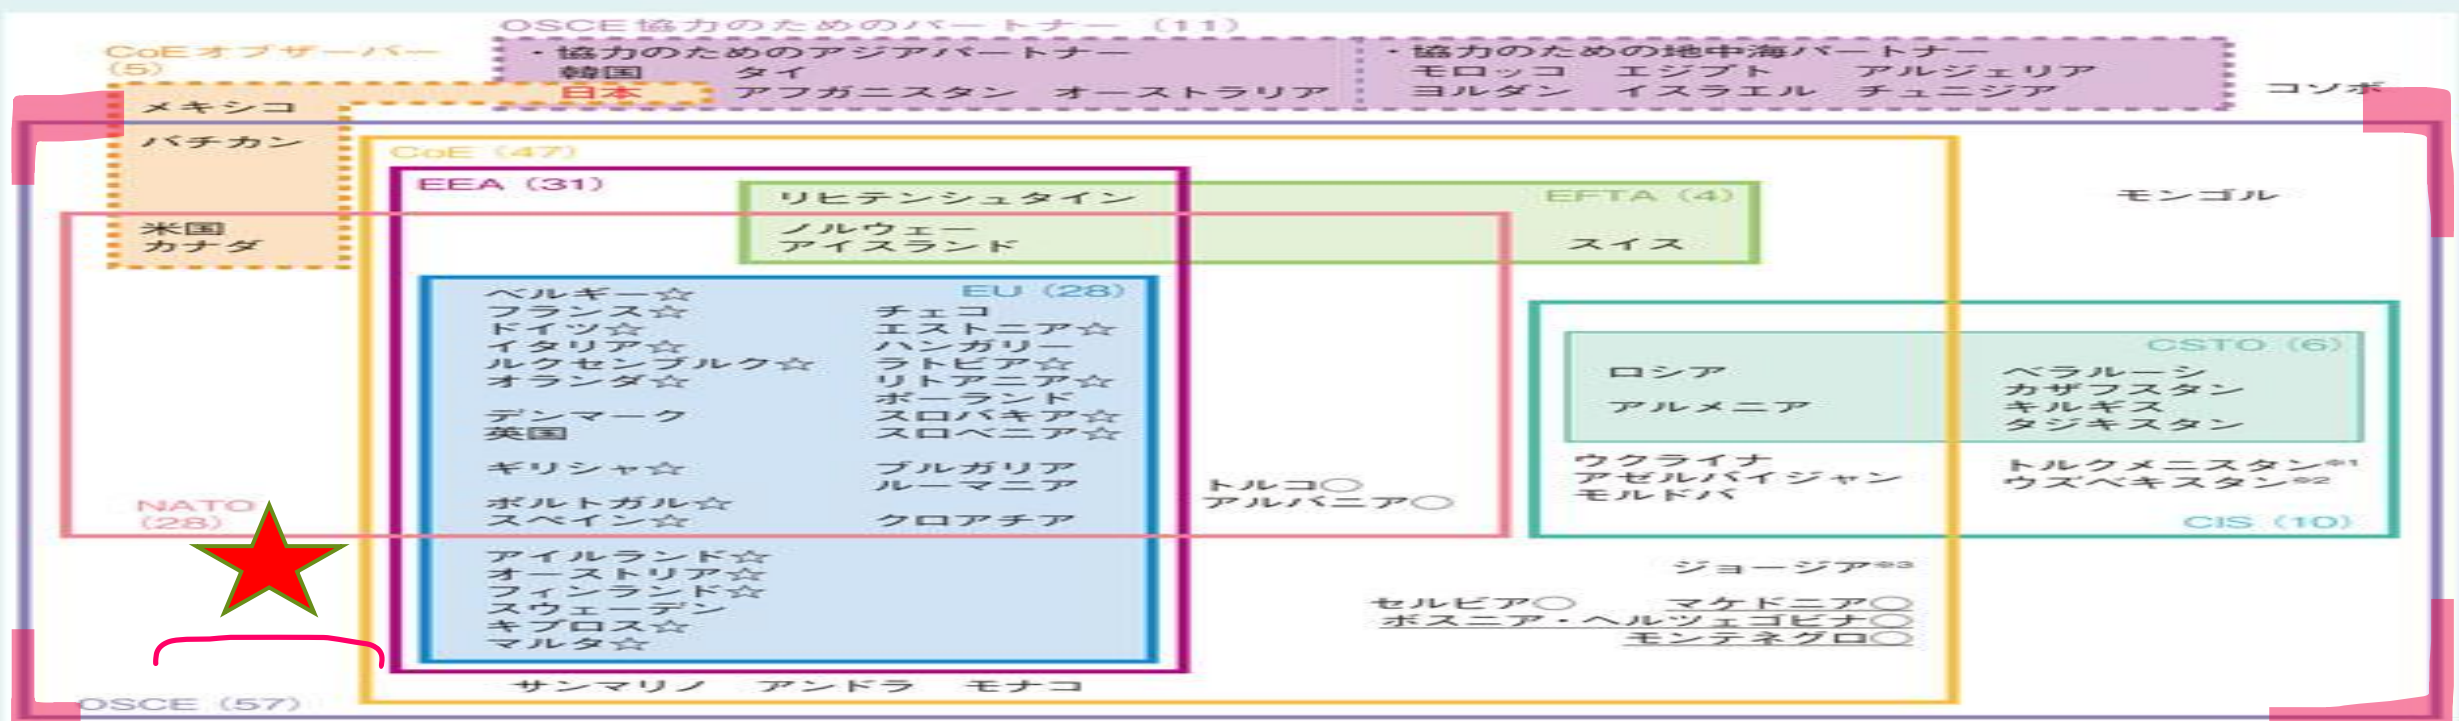 OSCE協力のためのパートナー (11)
CoEオブザーバー
(5)
・協力のためのアジアパートナー
韓国 タイ
日本 アフガニスタン オーストラリア
・協力のための地中海パートナー
モロッコ エジプト アルジェリア
ヨルダン イスラエル チュニジア
コソボ
メキシコ
バチカン
米国
カナダ
CoE (47)
EEA (31)
リヒテンシュタイン
EFTA (4)
ノルウェー
アイスランド
スイス
モンゴル
EU (28)
ベルギー☆
フランス☆
ドイツ☆
イタリア☆
ルクセンブルク☆
オランダ☆
デンマーク
英国
ギリシャ☆
ポルトガル☆
スペイン☆
チェコ
エストニア☆
ハンガリー
ラトビア☆
リトアニア☆
ポーランド
スロバキア☆
スロベニア☆
ブルガリア
ルーマニア
クロアチア
アイルランド☆
オーストリア☆
フィンランド☆
スウェーデン
キプロス☆
マルタ☆
トルコ○
アルバニア○
NATO
(28)
CSTO (6)
ロシア
アルメニア
ベラルーシ
カザフスタン
キルギス
タジキスタン
ウクライナ
アゼルバイジャン
モルドバ
トルクメニスタン※1
ウズベキスタン※2
CIS (10)
ジョージア※3
セルビア○ マケドニア○
ボスニア・ヘルツェゴビナ○
モンテネグロ○
サンマリノ アンドラ モナコ
OSCE (57)